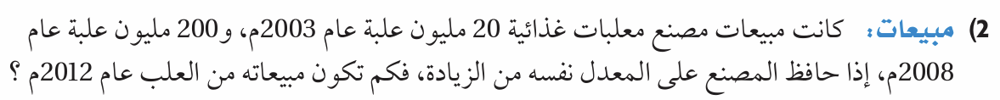 2) مبيعات: كانت مبيعات مصنع معلبات غذائية 20 مليون علبة عام 2003م، و 200 مليون علبة عام
2008م، إذا حافظ المصنع على المعدل نفسه من الزيادة، فكم تكون مبيعاته من العلب عام 2012م ؟